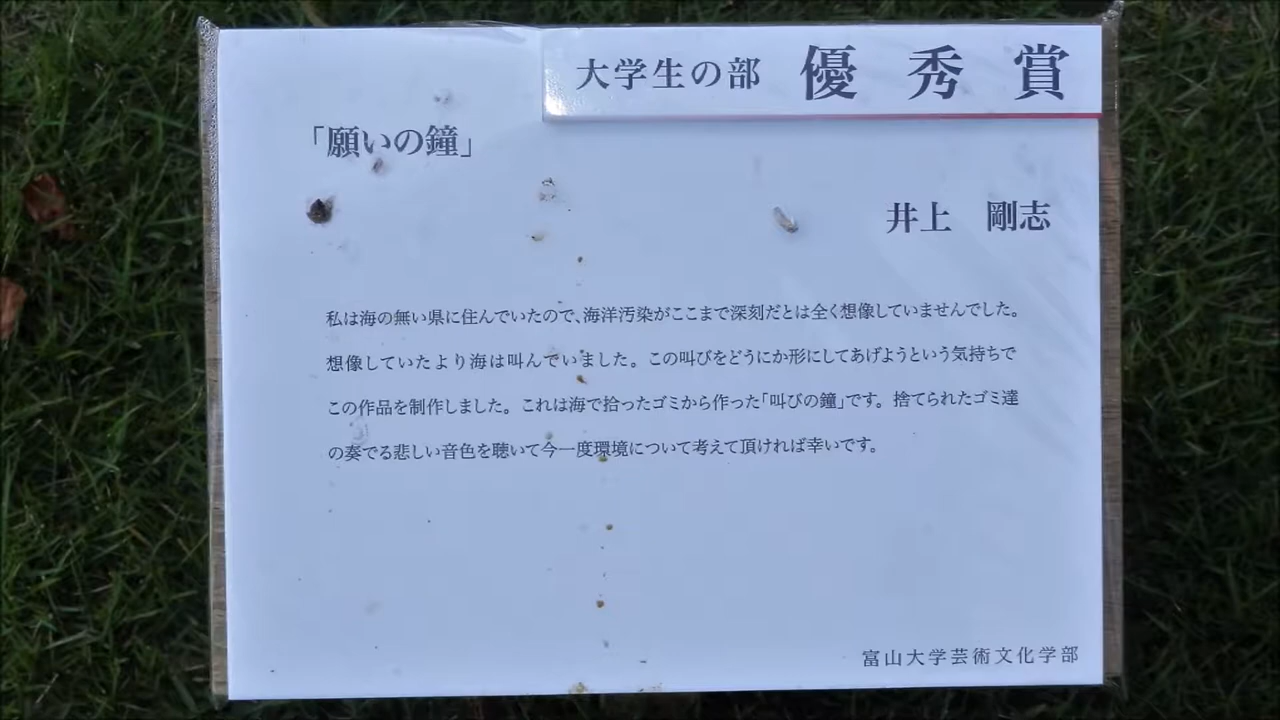 大学生の部 優秀賞
「願いの鐘」
井上 剛志
私は海の無い県に住んでいたので、海洋汚染がここまで深刻だとは全く想像していませんでした。
想像していたより海は叫んでいました。この叫びをどうにか形にしてあげようという気持ちで
この作品を制作しました。これは海で拾ったゴミから作った「叫びの鐘」です。捨てられたゴミ達
の奏でる悲しい音色を聴いて今一度環境について考えて頂ければ幸いです。
富山大学芸術文化学部